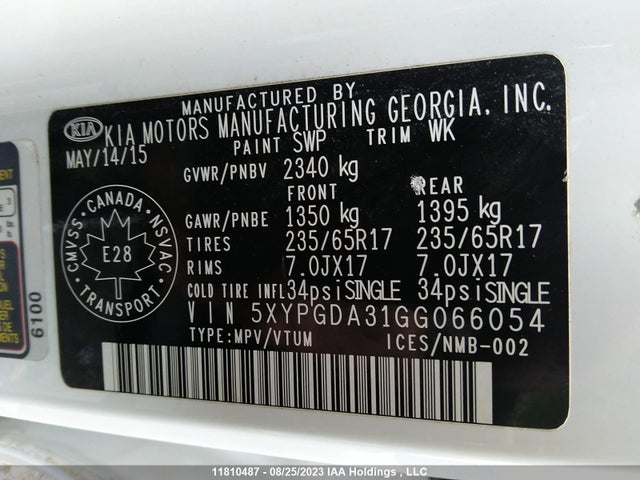 MANUFACTURED BY
KIA KIA MOTORS MANUFACTURING GEORGIA, INC.
MAY/14/15 PAINT SWP TRIM WK
GVWR/PNBV 2340 kg
FRONT REAR
GAWR/PNBE 1350 kg 1395 kg
TIRES 235/65R17 235/65R17
RIMS 7.0JX17 7.0JX17
COLD TIRE INFL 34psiSINGLE 34psiSINGLE
VIN 5XYPGDA31GG066054
TYPE:MPV/VTUM ICES/NMB-002
CMVSS · CANADA · NSVAC
E28
TRANSPORT
6100
11810487 - 08/25/2023 IAA Holdings , LLC